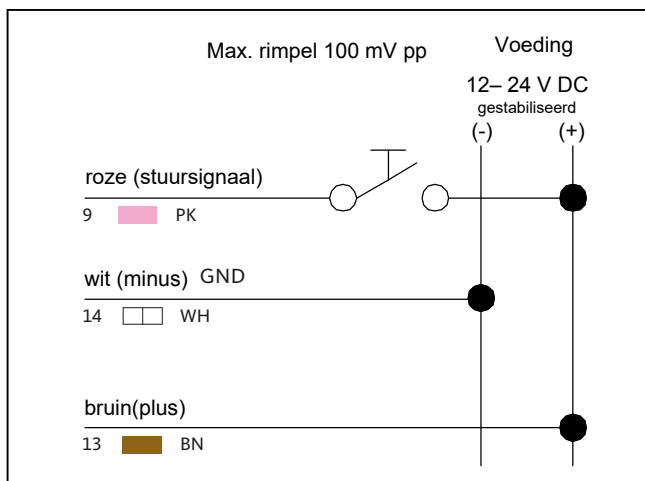 Max. rimpel 100 mV pp
Voeding
12– 24 V DC
gestabiliseerd
(-) (+)
roze (stuursignaal)
9 PK
wit (minus) GND
14 WH
bruin(plus)
13 BN